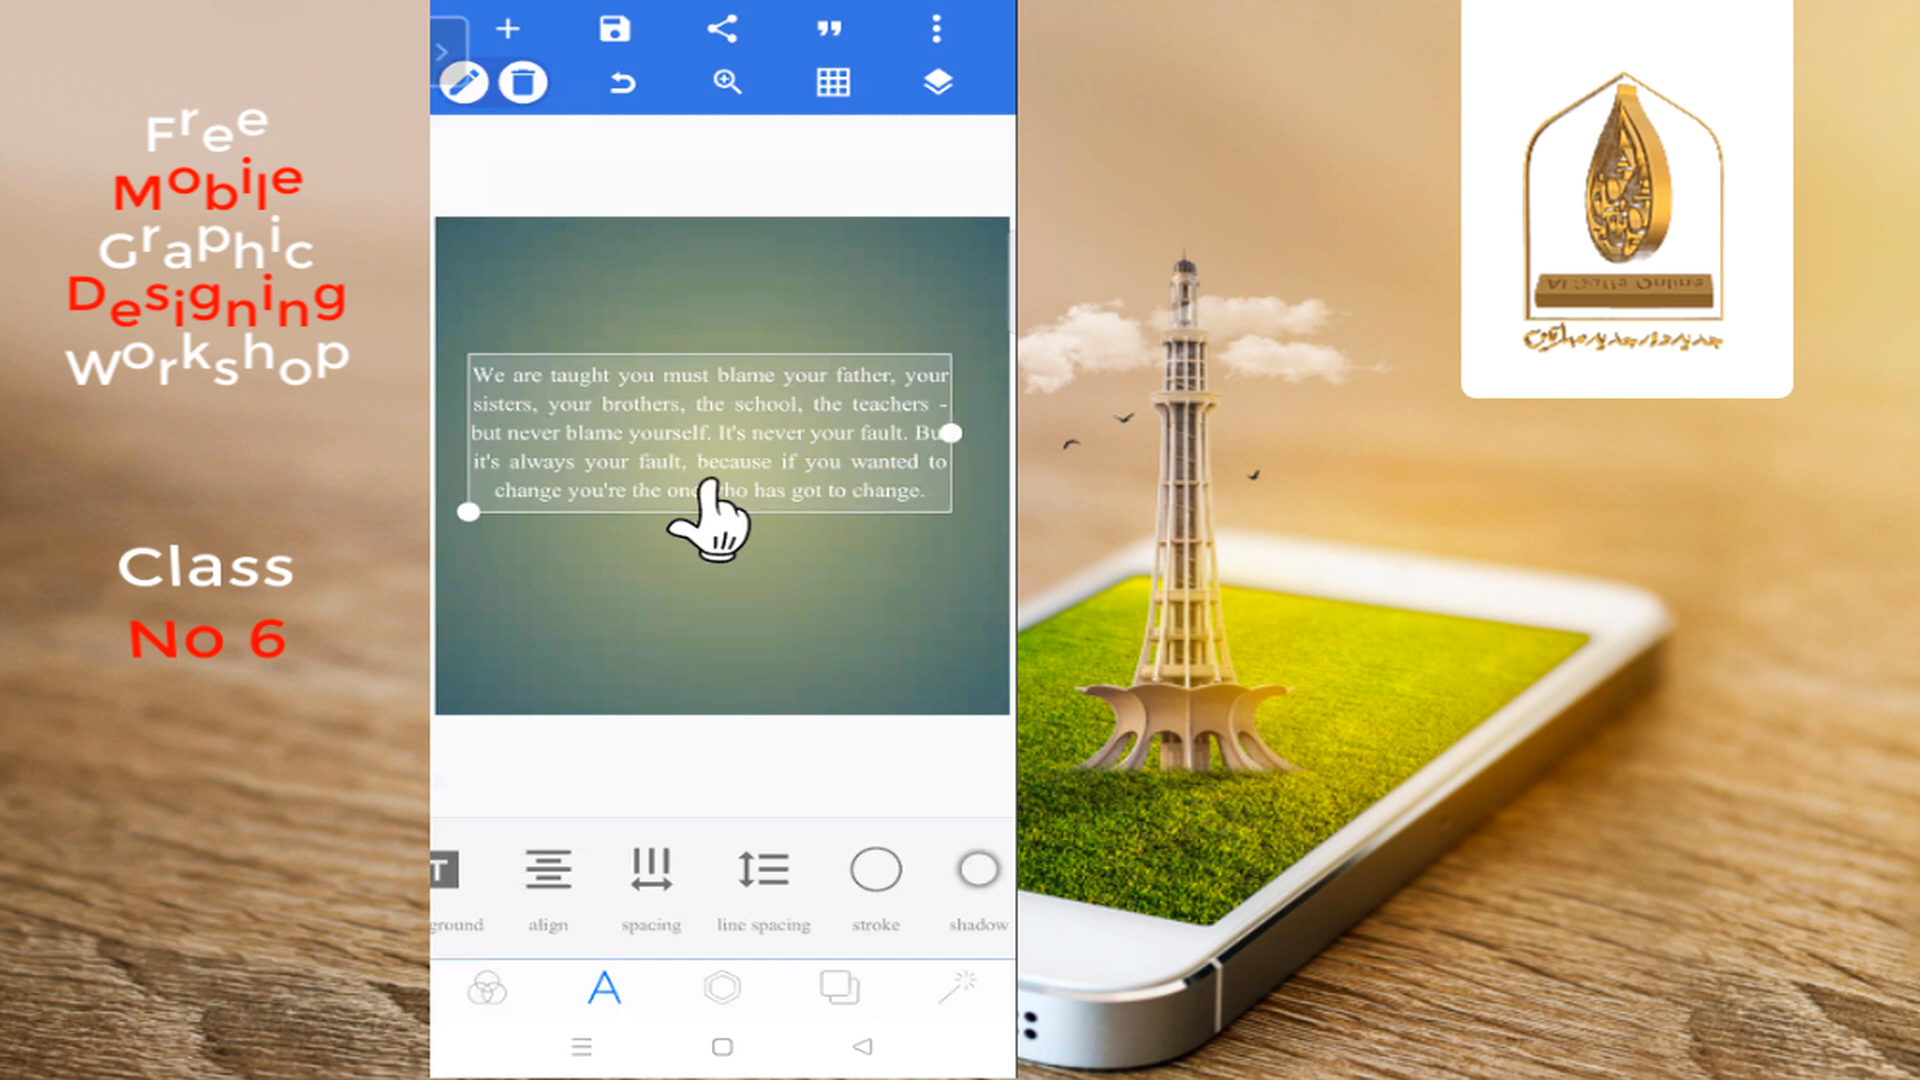 Free
Mobile
Graphic
Designing
Workshop
Class
No 6
We are taught you must blame your father, your
sisters, your brothers, the school, the teachers -
but never blame yourself. It's never your fault. Bu
it's always your fault, because if you wanted to
change you're the one who has got to change.
ground
align
spacing
line spacing
stroke
shadow